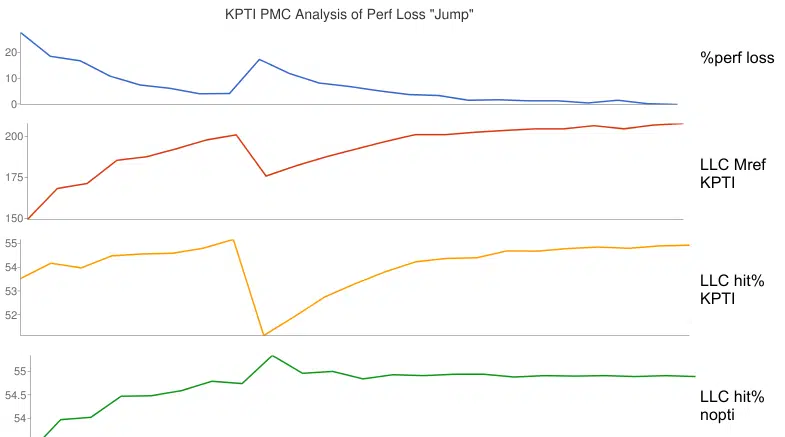 KPTI PMC Analysis of Perf Loss "Jump"
20
10
0
%perf loss
200
175
150
LLC Mref
KPTI
55
54
53
52
LLC hit%
KPTI
55
54.5
54
LLC hit%
nopti